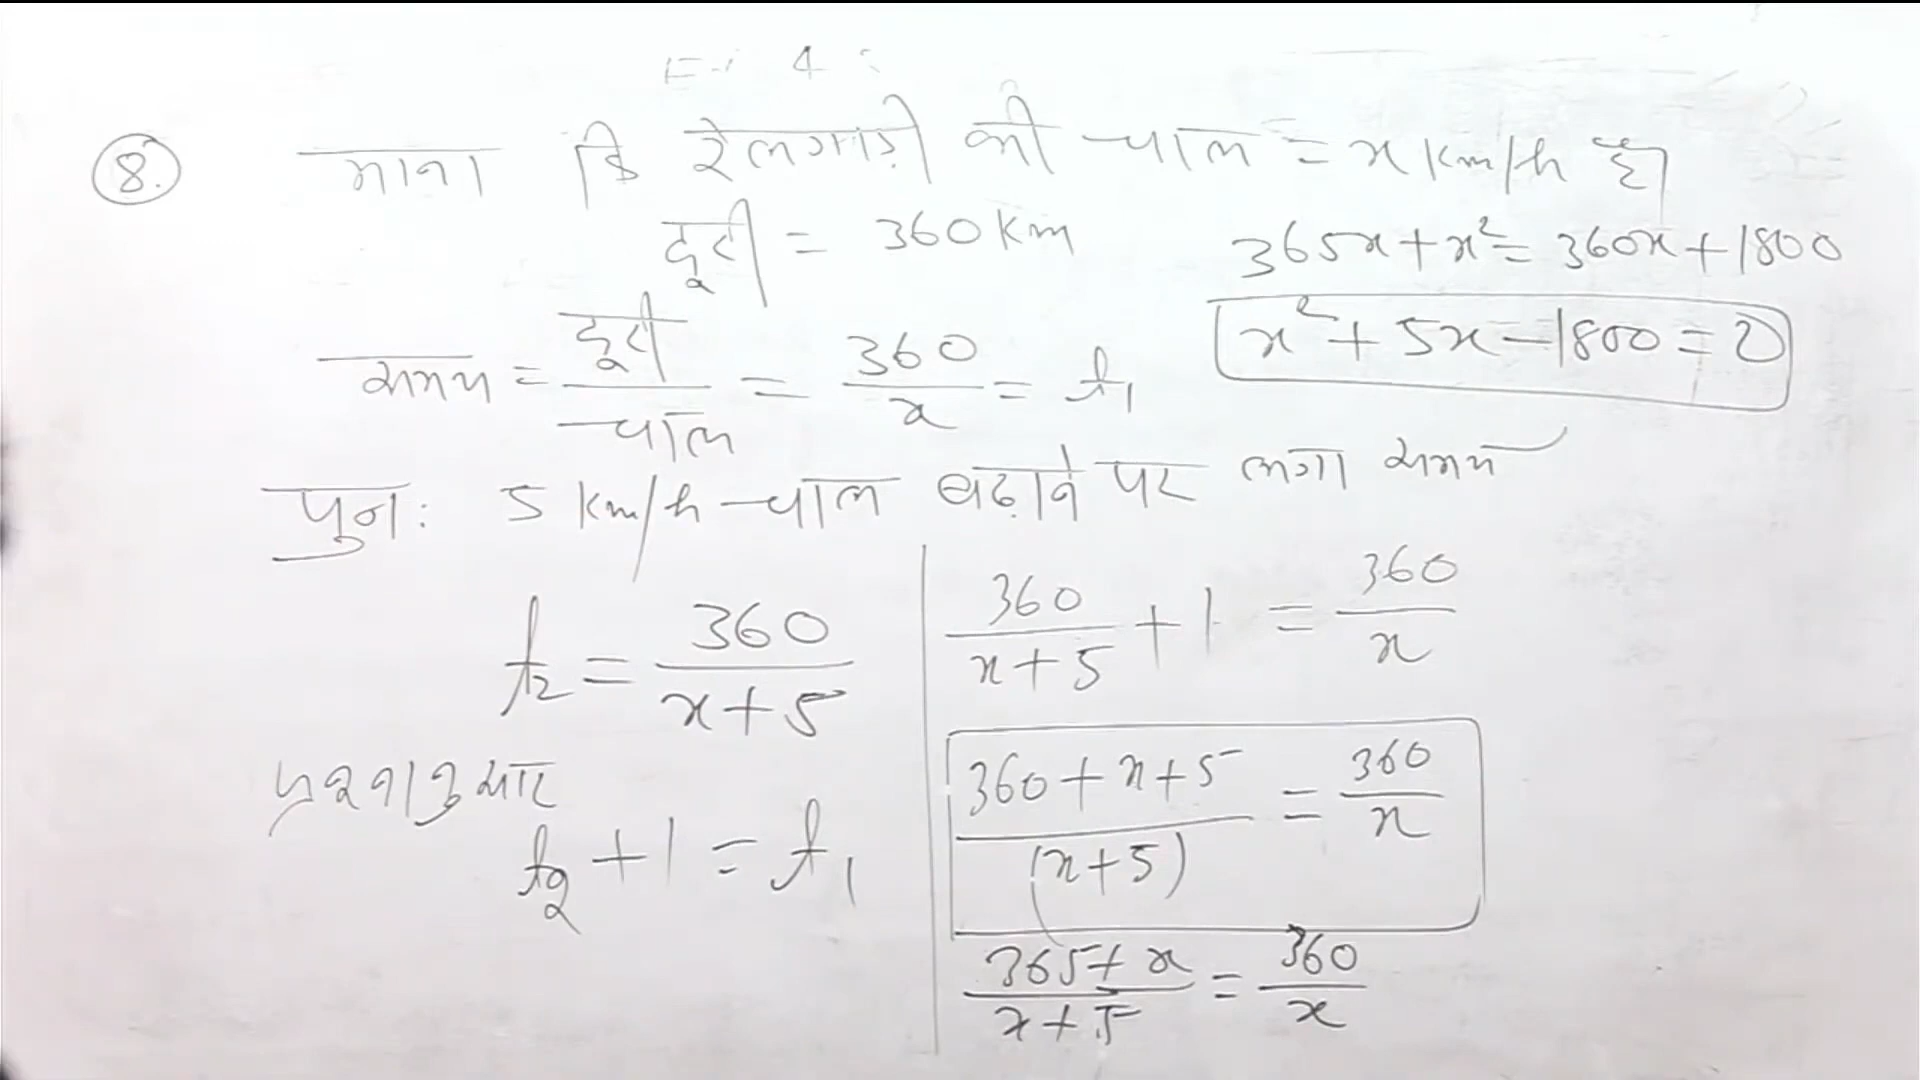 8. माना कि रेलगाड़ी की चाल = x km/h है।
दूरी = 360 km
समय = दूरी/चाल = 360/x = t₁
पुनः 5 km/h चाल बढ़ाने पर लगा समय
t₂ = 360/(x+5)
प्रश्नानुसार
t₂ + 1 = t₁
360/(x+5) + 1 = 360/x
(360+x+5)/(x+5) = 360/x
(365+x)/(x+5) = 360/x
365x + x² = 360x + 1800
x² + 5x - 1800 = 0